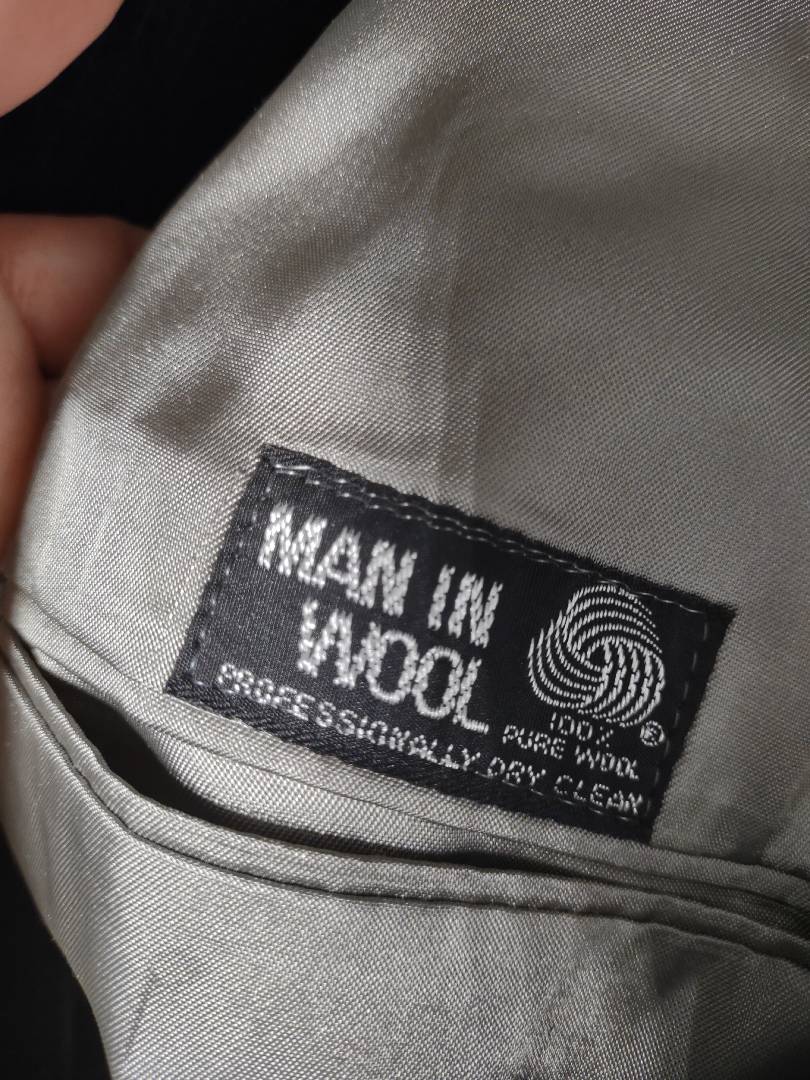 MAN IN
WOOL
®
100%
PURE WOOL
PROFESSIONALLY DRY CLEAN